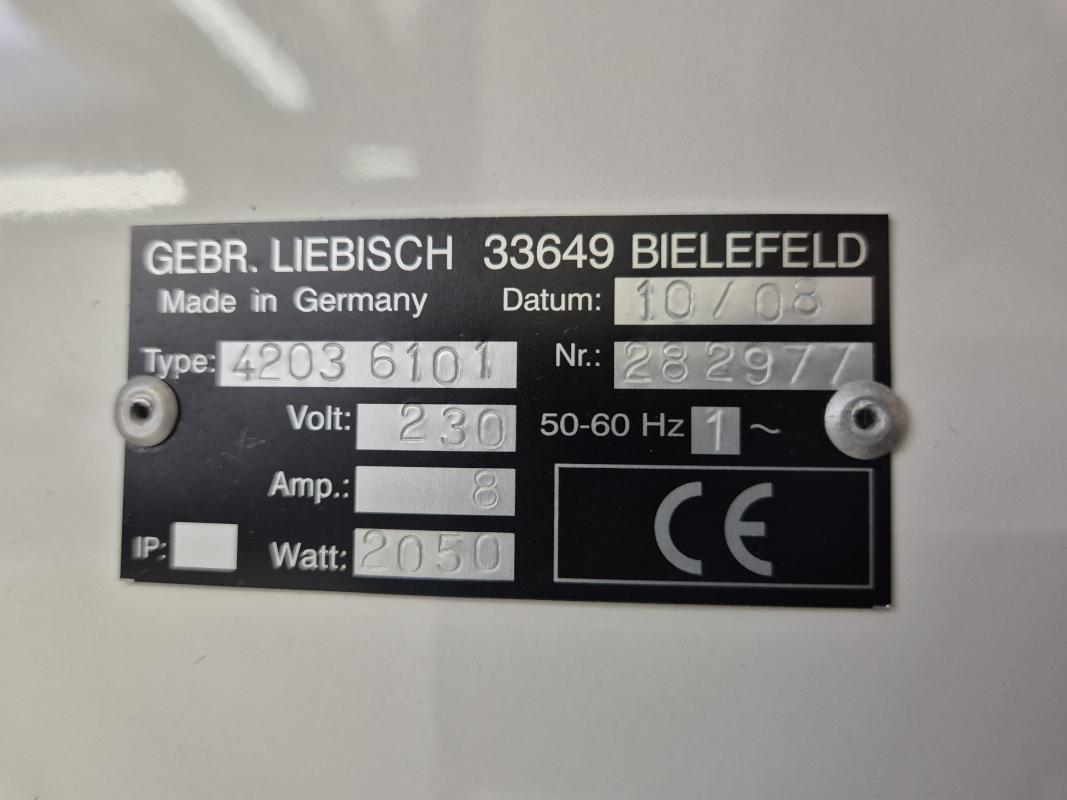 GEBR. LIEBISCH 33649 BIELEFELD
Made in Germany Datum: 10/08
Type: 4203 6101 Nr.: 282977
Volt: 230 50-60 Hz 1 ~
Amp.: 8
IP: Watt: 2050
CE